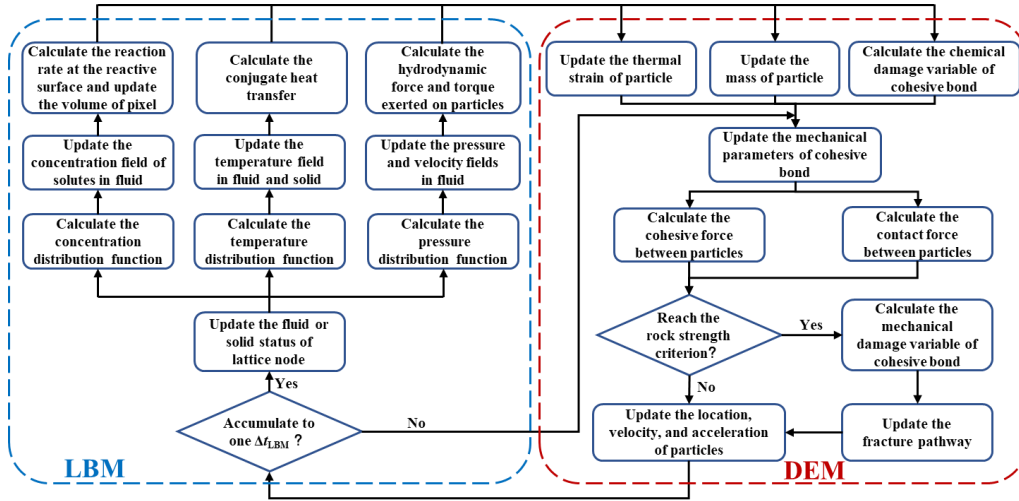 Calculate the reaction
rate at the reactive
surface and update
the volume of pixel
Calculate the
conjugate heat
transfer
Calculate the
hydrodynamic
force and torque
exerted on particles
Update the
concentration field of
solutes in fluid
Update the
temperature field
in fluid and solid
Update the pressure
and velocity fields
in fluid
Calculate the
concentration
distribution function
Calculate the
temperature
distribution function
Calculate the
pressure
distribution function
Update the fluid or
solid status of
lattice node
Yes
Accumulate to
one Δt_LBM ?
No
LBM
Update the thermal
strain of particle
Update the
mass of particle
Calculate the chemical
damage variable of
cohesive bond
Update the mechanical
parameters of cohesive
bond
Calculate the
cohesive force
between particles
Calculate the
contact force
between particles
Reach the
rock strength
criterion?
Yes
Calculate the
mechanical
damage variable of
cohesive bond
No
Update the location,
velocity, and acceleration
of particles
Update the
fracture pathway
DEM